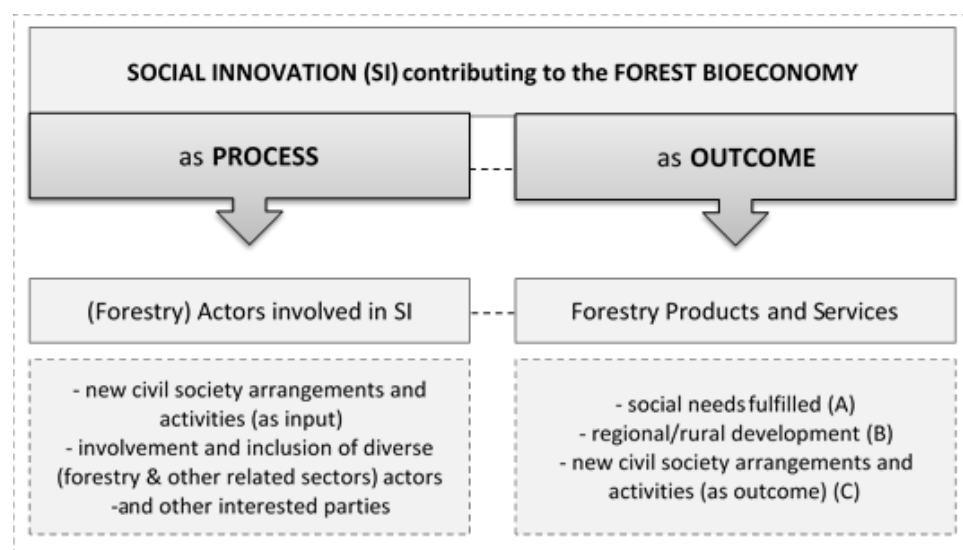 SOCIAL INNOVATION (SI) contributing to the FOREST BIOECONOMY
as PROCESS
as OUTCOME
(Forestry) Actors involved in SI
Forestry Products and Services
- new civil society arrangements and
activities (as input)
- involvement and inclusion of diverse
(forestry & other related sectors) actors
-and other interested parties
- social needs fulfilled (A)
- regional/rural development (B)
- new civil society arrangements and
activities (as outcome) (C)